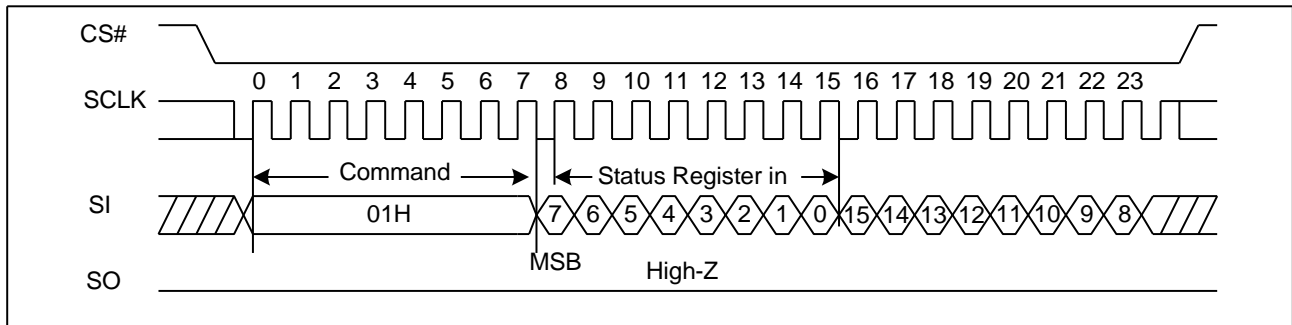 CS#
0 1 2 3 4 5 6 7 8 9 10 11 12 13 14 15 16 17 18 19 20 21 22 23
SCLK
Command Status Register in
SI 01H 7 6 5 4 3 2 1 0 15 14 13 12 11 10 9 8
MSB High-Z
SO